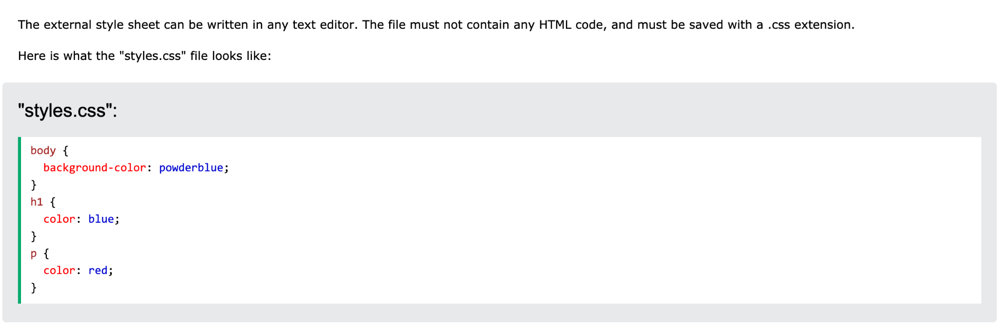 The external style sheet can be written in any text editor. The file must not contain any HTML code, and must be saved with a .css extension.
Here is what the "styles.css" file looks like:
"styles.css":
body {
  background-color: powderblue;
}
h1 {
  color: blue;
}
p {
  color: red;
}